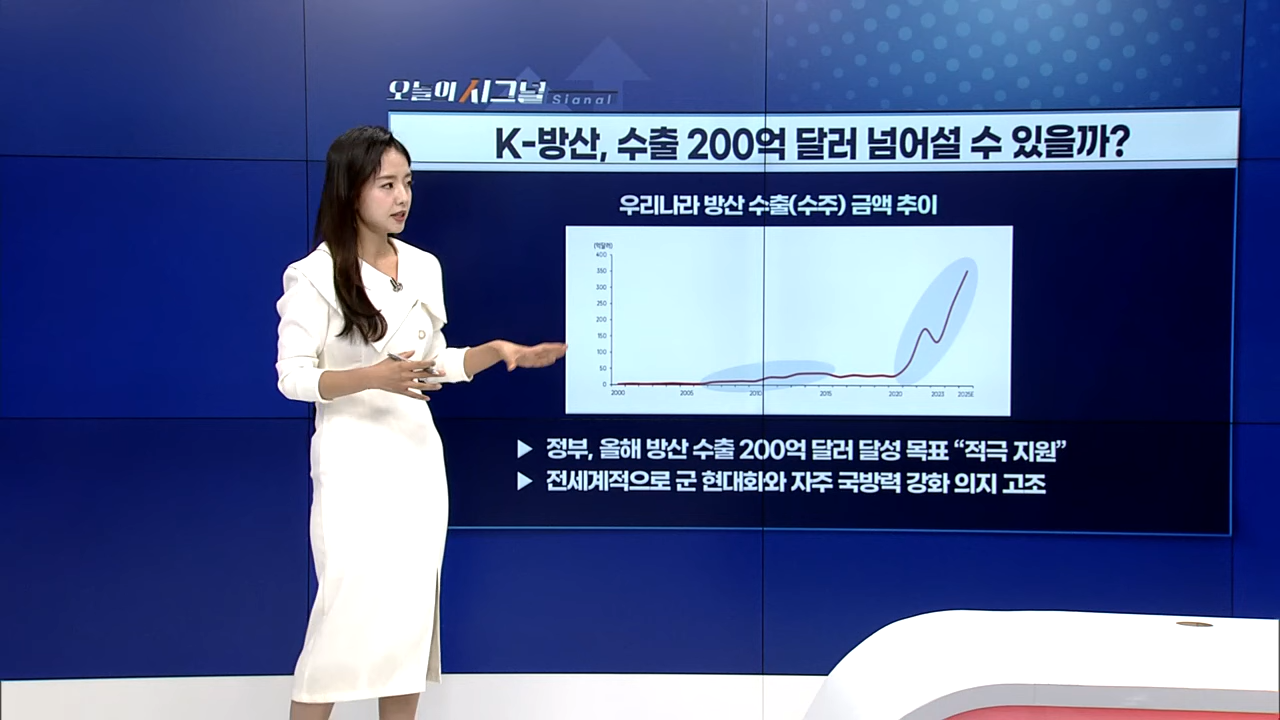 오늘의 시그널
Signal
K-방산, 수출 200억 달러 넘어설 수 있을까?
우리나라 방산 수출(수주) 금액 추이
(억달러)
400
350
300
250
200
150
100
50
0
2000 2005 2010 2015 2020 2023 2025E
▶ 정부, 올해 방산 수출 200억 달러 달성 목표 “적극 지원”
▶ 전세계적으로 군 현대화와 자주 국방력 강화 의지 고조